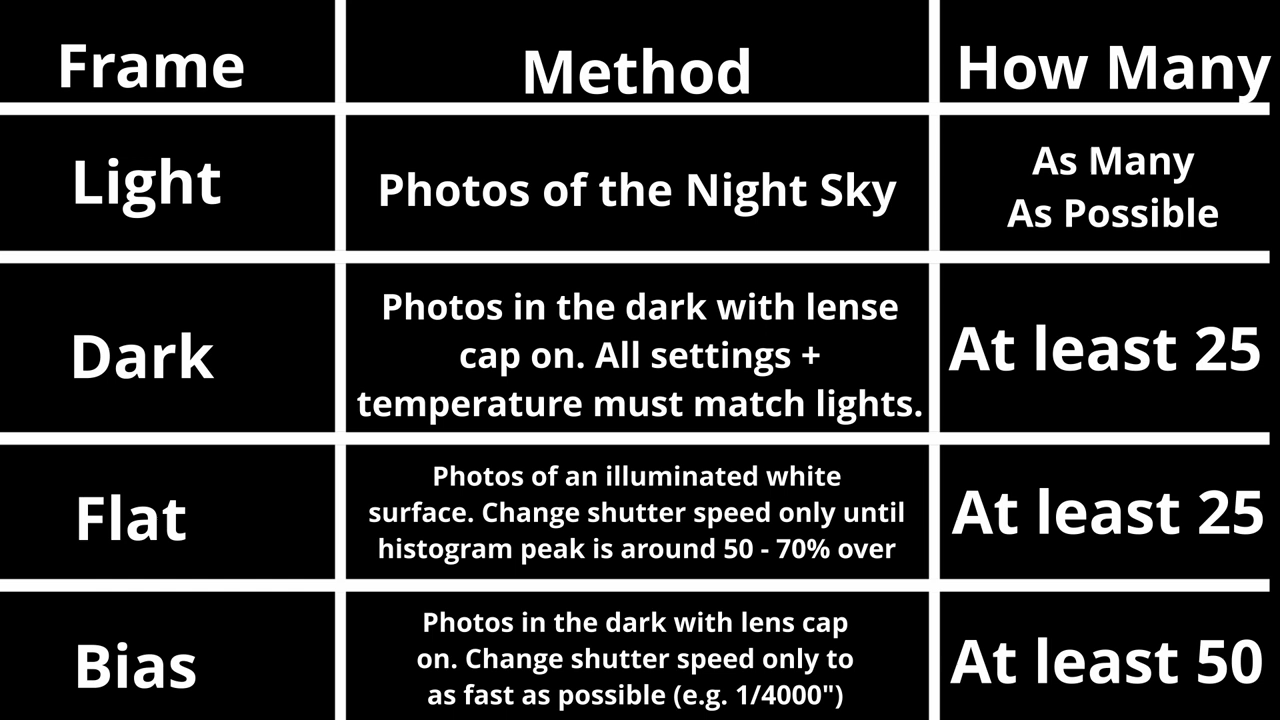 Frame
Method
How Many
Light
Photos of the Night Sky
As Many
As Possible
Dark
Photos in the dark with lense
cap on. All settings +
temperature must match lights.
At least 25
Flat
Photos of an illuminated white
surface. Change shutter speed only until
histogram peak is around 50 - 70% over
At least 25
Bias
Photos in the dark with lens cap
on. Change shutter speed only to
as fast as possible (e.g. 1/4000")
At least 50